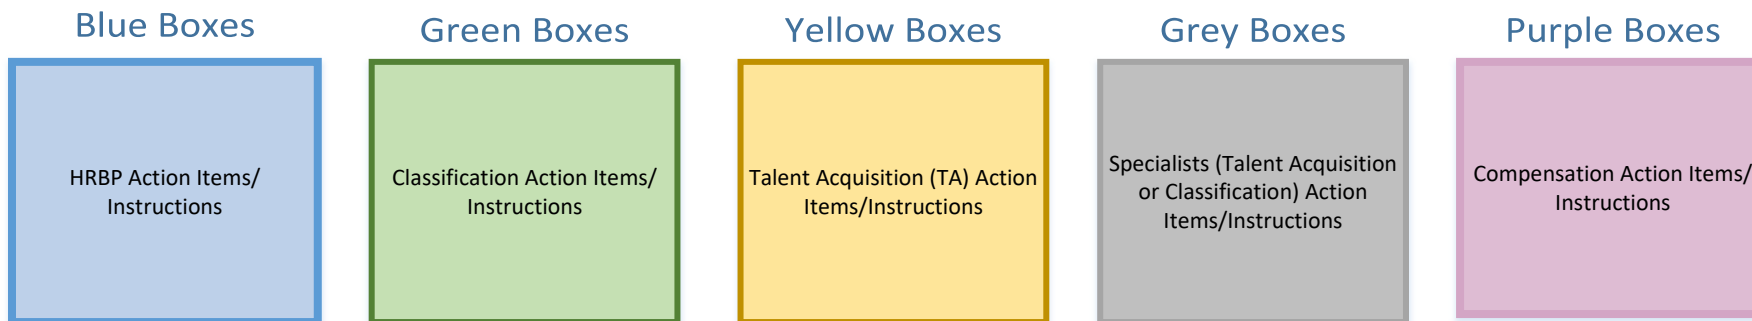 Blue Boxes
Green Boxes
Yellow Boxes
Grey Boxes
Purple Boxes
HRBP Action Items/
Instructions
Classification Action Items/
Instructions
Talent Acquisition (TA) Action
Items/Instructions
Specialists (Talent Acquisition
or Classification) Action
Items/Instructions
Compensation Action Items/
Instructions